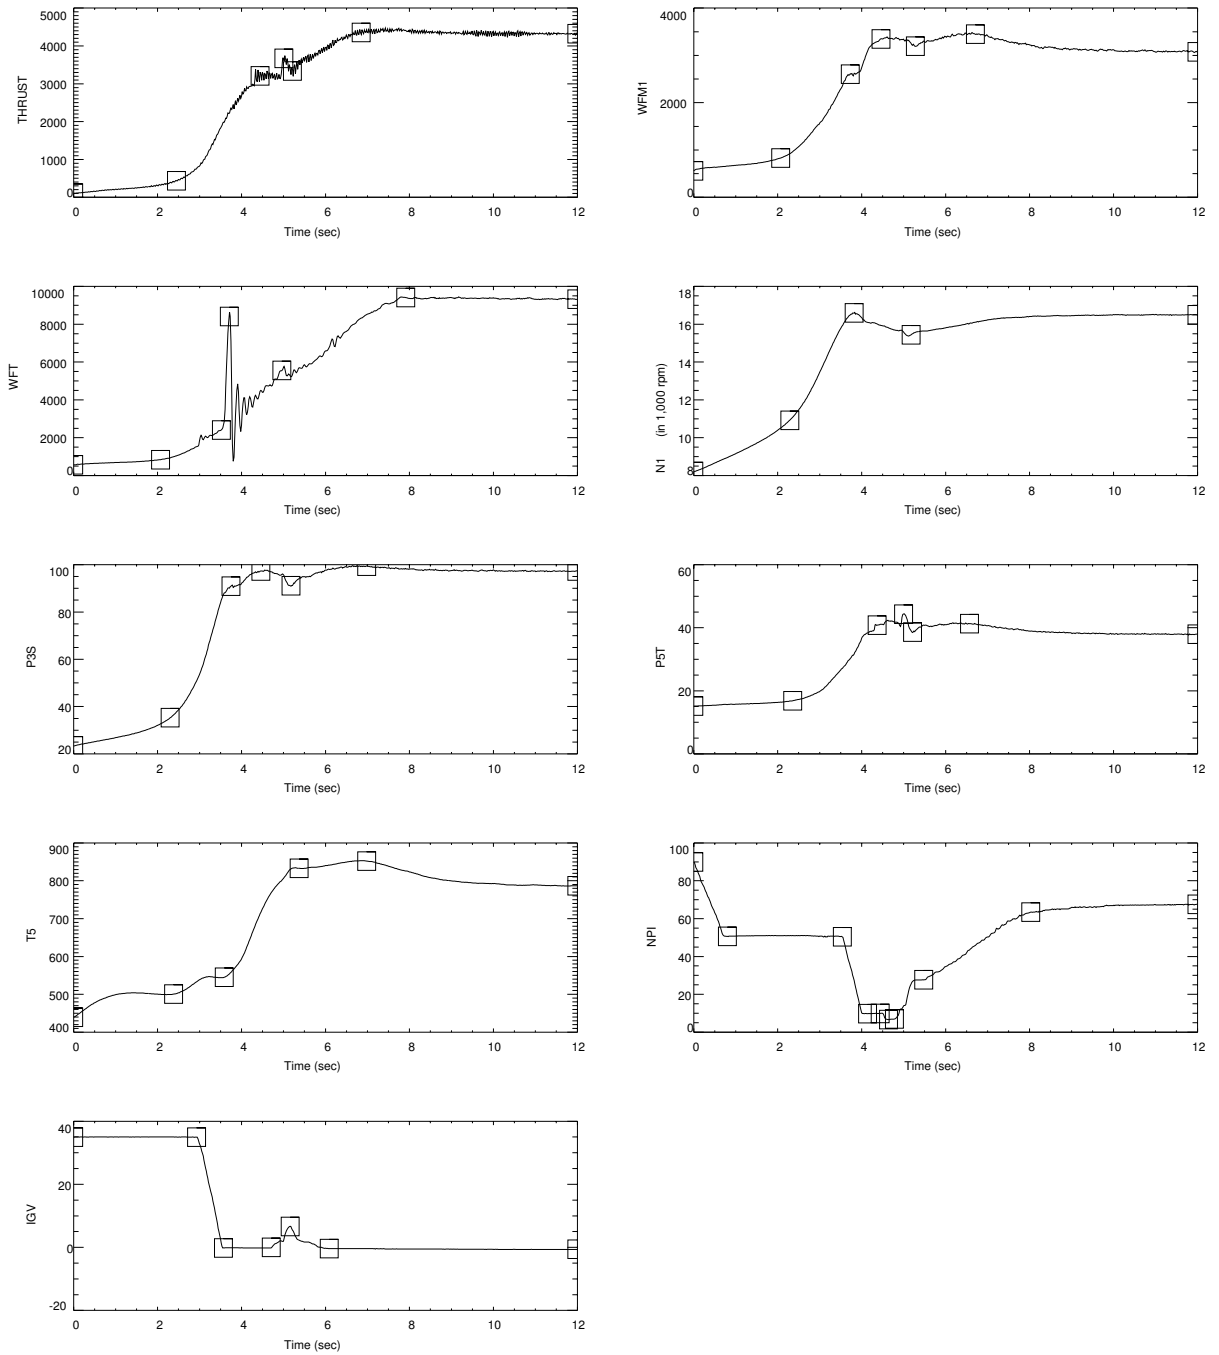 5000
4000
3000
2000
1000
0
THRUST
0 2 4 6 8 10 12
Time (sec)
4000
2000
0
WFM1
0 2 4 6 8 10 12
Time (sec)
10000
8000
6000
4000
2000
0
WFT
0 2 4 6 8 10 12
Time (sec)
18
16
14
12
10
8
N1 (in 1,000 rpm)
0 2 4 6 8 10 12
Time (sec)
100
80
60
40
20
P3S
0 2 4 6 8 10 12
Time (sec)
60
40
20
0
P5T
0 2 4 6 8 10 12
Time (sec)
900
800
700
600
500
400
T5
0 2 4 6 8 10 12
Time (sec)
100
80
60
40
20
0
NPI
0 2 4 6 8 10 12
Time (sec)
40
20
0
-20
IGV
0 2 4 6 8 10 12
Time (sec)